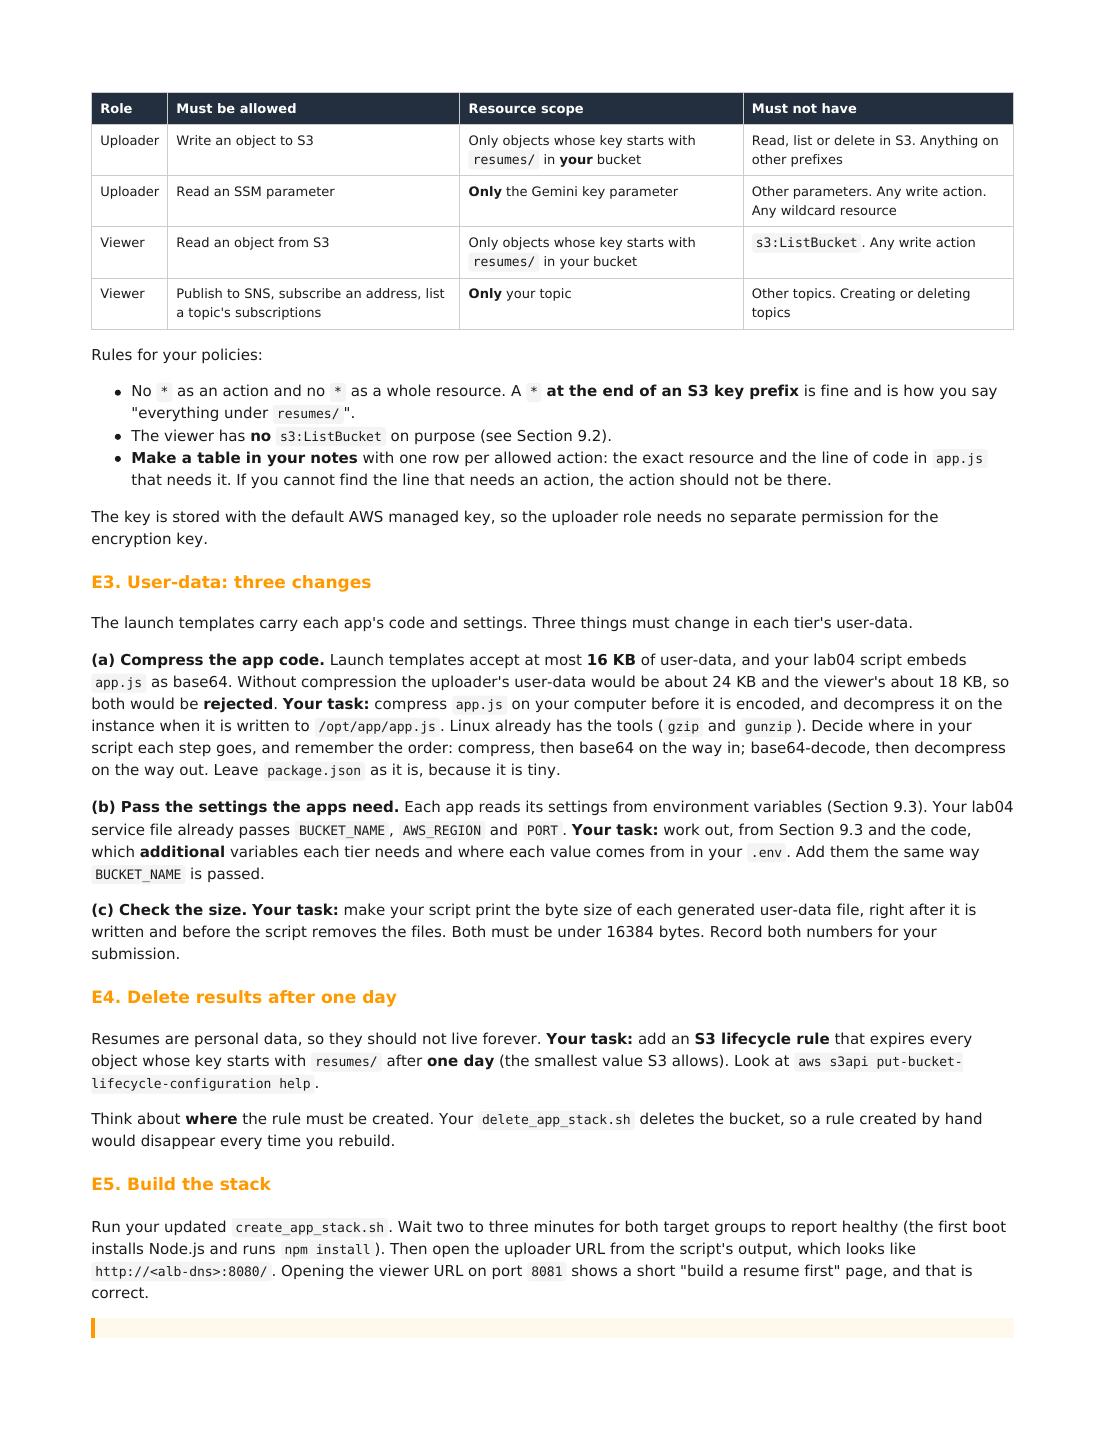 Role Must be allowed Resource scope Must not have
Uploader Write an object to S3 Only objects whose key starts with Read, list or delete in S3. Anything on
resumes/ in your bucket other prefixes
Uploader Read an SSM parameter Only the Gemini key parameter Other parameters. Any write action.
Any wildcard resource
Viewer Read an object from S3 Only objects whose key starts with s3:ListBucket. Any write action
resumes/ in your bucket
Viewer Publish to SNS, subscribe an address, list Only your topic Other topics. Creating or deleting
a topic's subscriptions topics
Rules for your policies:
• No * as an action and no * as a whole resource. A * at the end of an S3 key prefix is fine and is how you say
"everything under resumes/".
• The viewer has no s3:ListBucket on purpose (see Section 9.2).
• Make a table in your notes with one row per allowed action: the exact resource and the line of code in app.js
that needs it. If you cannot find the line that needs an action, the action should not be there.
The key is stored with the default AWS managed key, so the uploader role needs no separate permission for the
encryption key.
E3. User-data: three changes
The launch templates carry each app's code and settings. Three things must change in each tier's user-data.
(a) Compress the app code. Launch templates accept at most 16 KB of user-data, and your lab04 script embeds
app.js as base64. Without compression the uploader's user-data would be about 24 KB and the viewer's about 18 KB, so
both would be rejected. Your task: compress app.js on your computer before it is encoded, and decompress it on the
instance when it is written to /opt/app/app.js. Linux already has the tools (gzip and gunzip). Decide where in your
script each step goes, and remember the order: compress, then base64 on the way in; base64-decode, then decompress
on the way out. Leave package.json as it is, because it is tiny.
(b) Pass the settings the apps need. Each app reads its settings from environment variables (Section 9.3). Your lab04
service file already passes BUCKET_NAME, AWS_REGION and PORT. Your task: work out, from Section 9.3 and the code,
which additional variables each tier needs and where each value comes from in your .env. Add them the same way
BUCKET_NAME is passed.
(c) Check the size. Your task: make your script print the byte size of each generated user-data file, right after it is
written and before the script removes the files. Both must be under 16384 bytes. Record both numbers for your
submission.
E4. Delete results after one day
Resumes are personal data, so they should not live forever. Your task: add an S3 lifecycle rule that expires every
object whose key starts with resumes/ after one day (the smallest value S3 allows). Look at aws s3api put-bucket-
lifecycle-configuration help.
Think about where the rule must be created. Your delete_app_stack.sh deletes the bucket, so a rule created by hand
would disappear every time you rebuild.
E5. Build the stack
Run your updated create_app_stack.sh. Wait two to three minutes for both target groups to report healthy (the first boot
installs Node.js and runs npm install). Then open the uploader URL from the script's output, which looks like
http://<alb-dns>:8080/. Opening the viewer URL on port 8081 shows a short "build a resume first" page, and that is
correct.